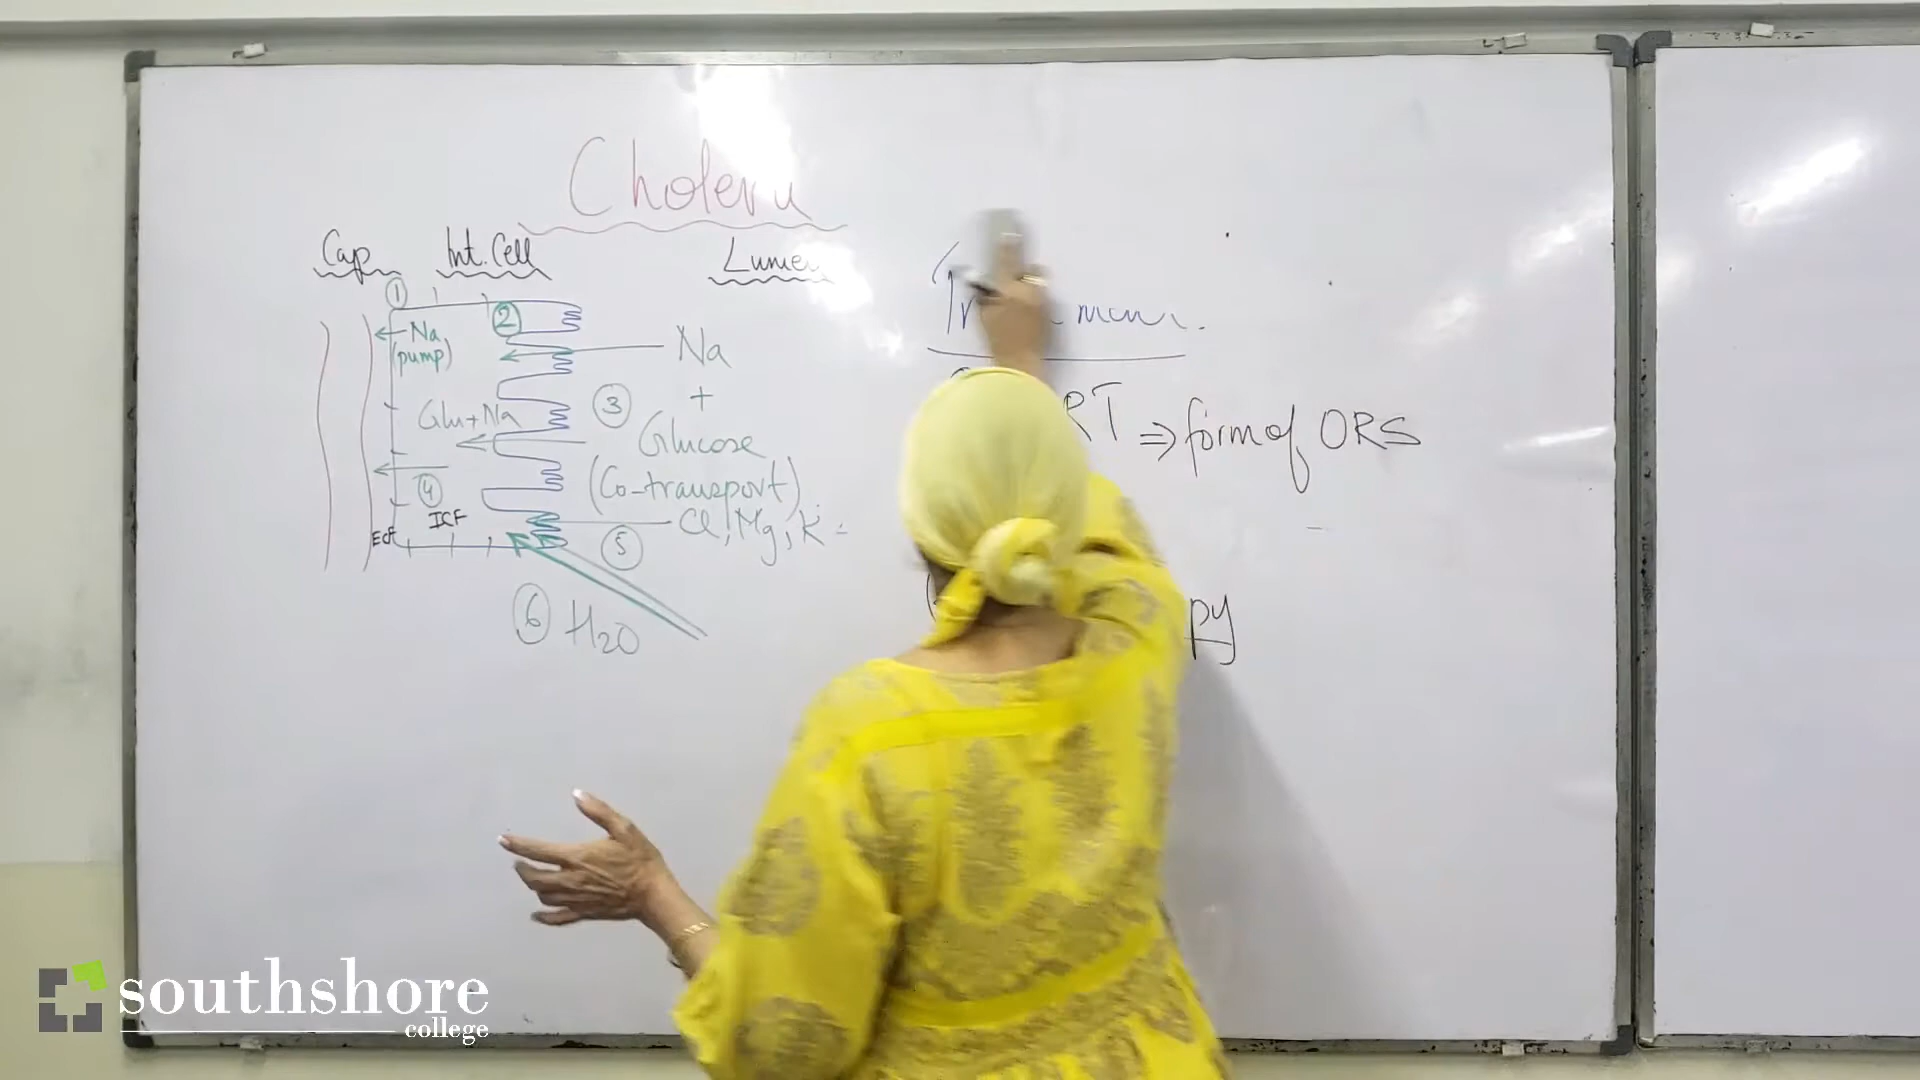 Cholera
Cap
Int. Cell
Lumen
1
2
Na
(pump)
Na
+
3
Glucose
Glu+Na
(Co-transport)
4
ICF
ECF
Cl, Mg, K
5
6 H2O
RT ⇒ form of ORS
py
southshore
college